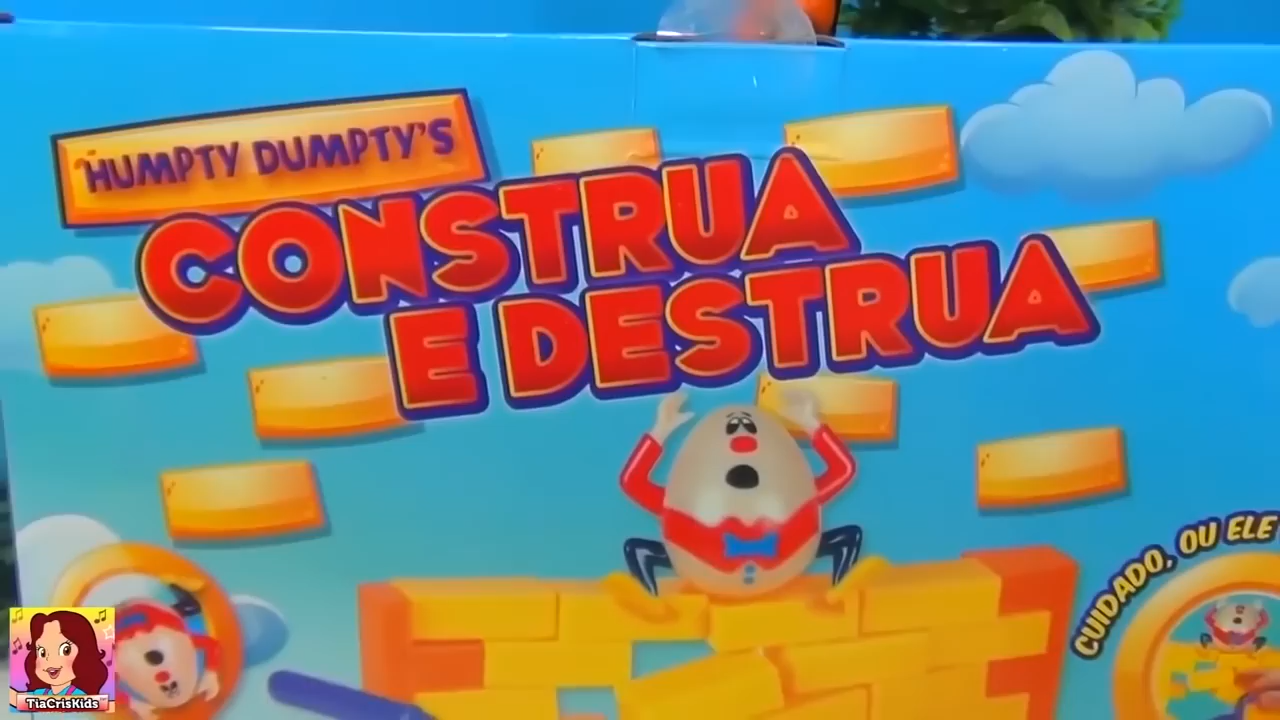 HUMPTY DUMPTY'S
CONSTRUA
E DESTRUA
CUIDADO, OU ELE
TiaCrisKids